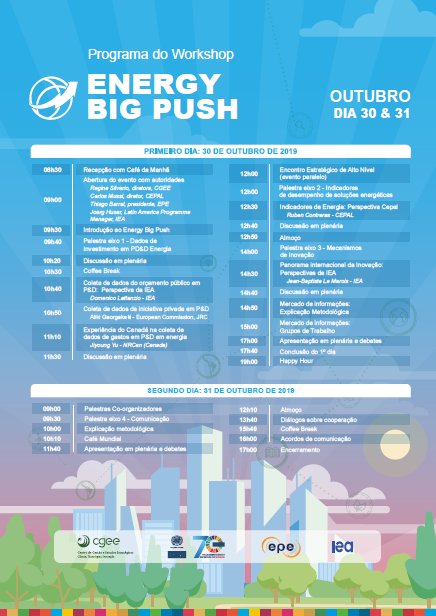 Programa do Workshop
ENERGY
BIG PUSH
OUTUBRO
DIA 30 & 31
PRIMEIRO DIA: 30 DE OUTUBRO DE 2019
08h30 Recepção com Café da Manhã
09h00 Abertura do evento com autoridades
Regina Silverio, diretora, CGEE
Carlos Mussi, diretor, CEPAL
Thiago Barral, presidente, EPE
Joerg Huser, Latin America Programme
Manager, IEA
09h30 Introdução ao Energy Big Push
09h40 Palestra eixo 1 - Dados de
Investimento em PD&D Energia
10h20 Discussão em plenária
10h30 Coffee Break
10h40 Coleta de dados do orçamento público em
P&D: Perspectiva da IEA
Domenico Lattanzio - IEA
10h50 Coleta de dados da iniciativa privada em P&D
Aliki Georgakaki - European Commission, JRC
11h10 Experiência do Canadá na coleta
de dados de gastos em P&D em energia
Jiyoung Yu - NRCan (Canada)
11h30 Discussão em plenária
12h00 Encontro Estratégico de Alto Nível
(evento paralelo)
12h00 Palestra eixo 2 - Indicadores
de desempenho de soluções energéticas
12h30 Indicadores de Energia: Perspectiva Cepal
Ruben Contreras - CEPAL
12h40 Discussão em plenária
12h50 Almoço
14h00 Palestra eixo 3 - Mecanismos
de Inovação
14h30 Panorama Internacional da Inovação:
Perspectivas da IEA
Jean-Baptiste Le Marois - IEA
14h40 Discussão em plenária
14h50 Mercado de Informações:
Explicação Metodológica
15h00 Mercado de Informações:
Grupos de Trabalho
17h00 Apresentação em plenária e debates
17h40 Conclusão do 1º dia
19h00 Happy Hour
SEGUNDO DIA: 31 DE OUTUBRO DE 2019
09h00 Palestras Co-organizadores
09h30 Palestra eixo 4 - Comunicação
10h00 Explicação metodológica
10h10 Café Mundial
11h40 Apresentação em plenária e debates
12h10 Almoço
13h40 Diálogos sobre cooperação
15h40 Coffee Break
16h00 Acordos de comunicação
17h00 Encerramento
cgee
Centro de Gestão e Estudos Estratégicos
Ciência, Tecnologia e Inovação
epe
iea